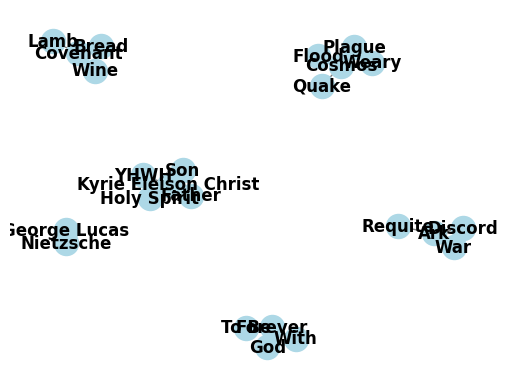 Lamb
Bread
Covenant
Wine
Plague
Flood
Weary
Cosmos
Quake
Son
YHWH
Kyrie Eleison Christ
Father
Holy Spirit
George Lucas
Nietzsche
Requite
Discord
Ark
War
To Be
Forever
With
God